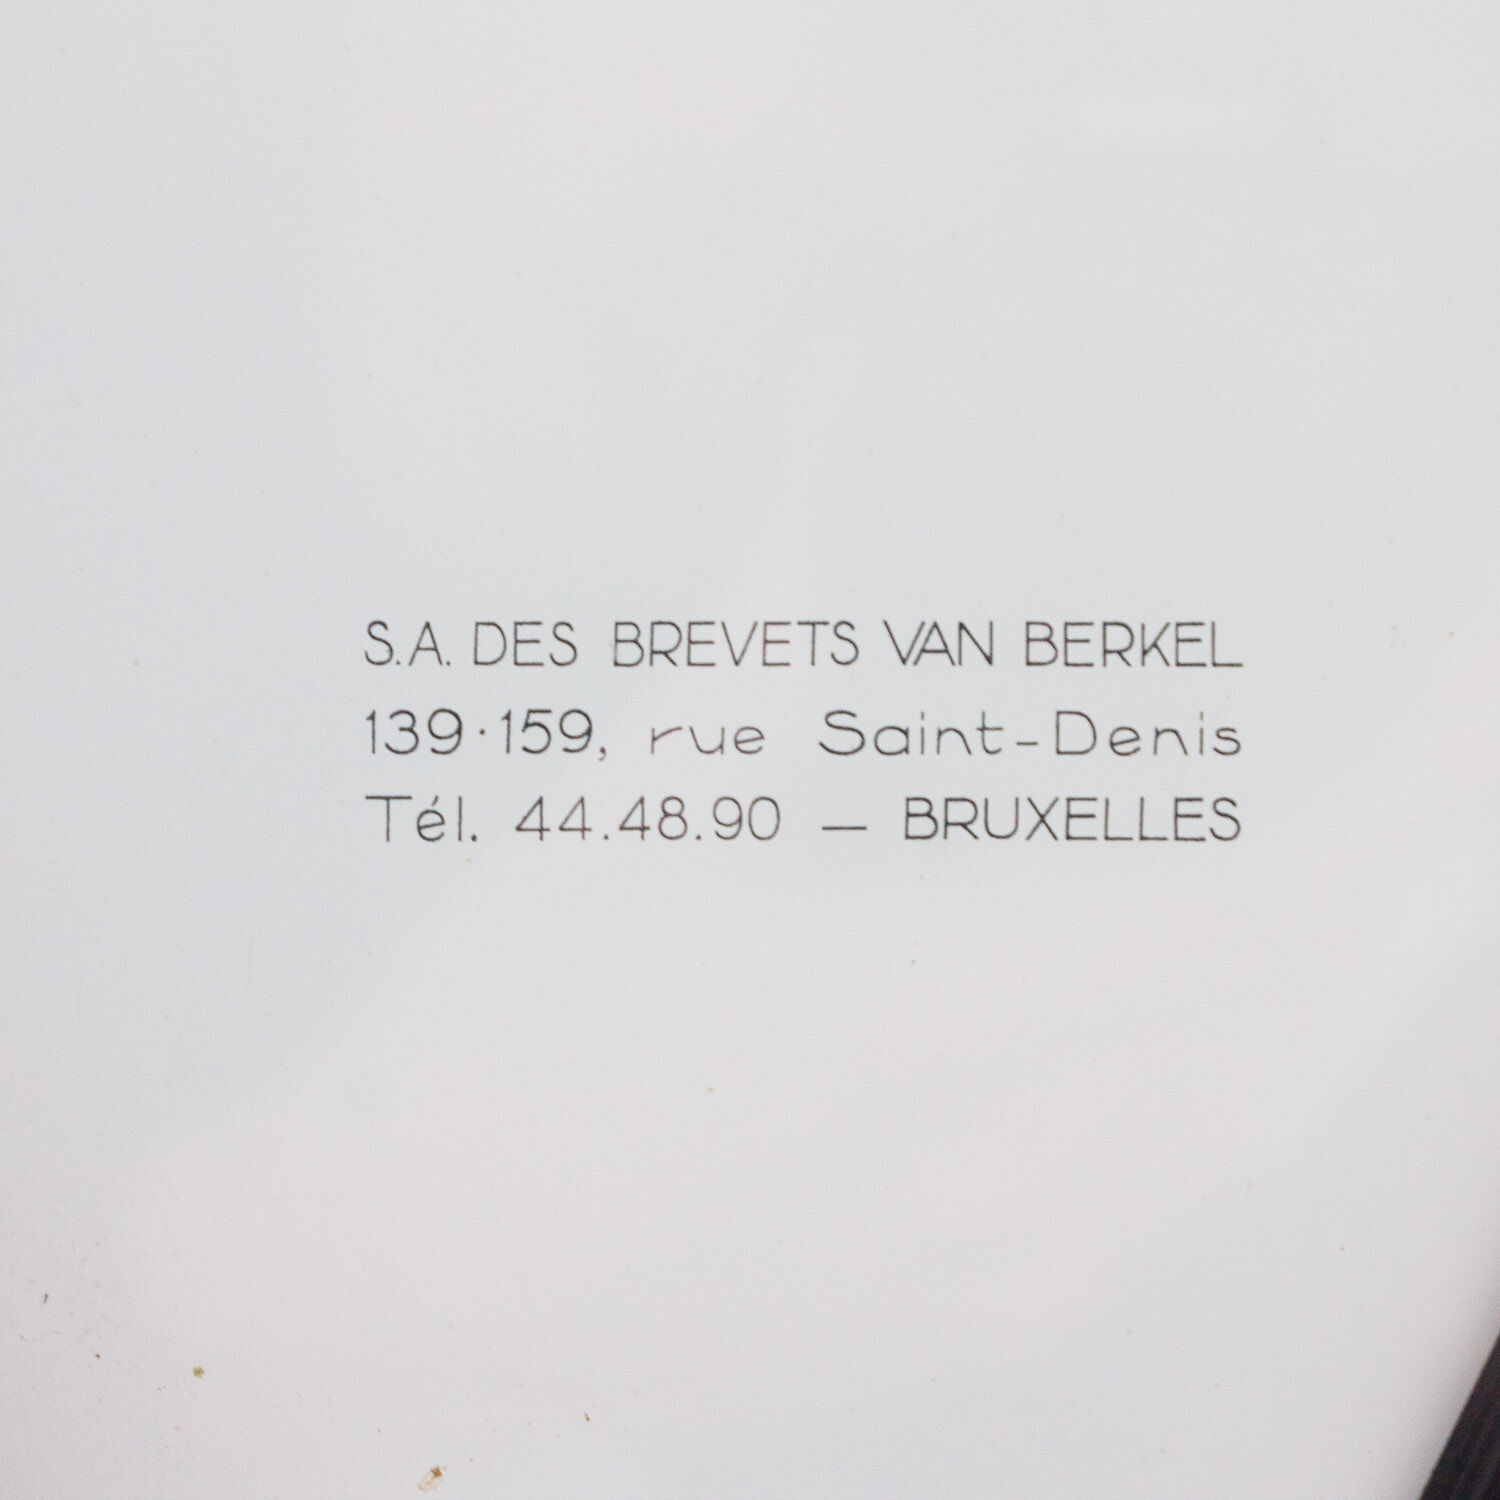 S.A. DES BREVETS VAN BERKEL
139·159, rue Saint-Denis
Tél. 44.48.90 — BRUXELLES